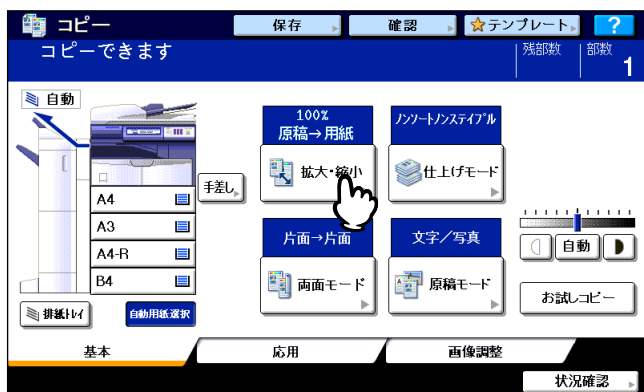 コピー
保存
確認
テンプレート
?
コピーできます
残部数
部数
1
自動
A4
A3
A4-R
B4
手差し
排紙トレイ
自動用紙選択
100%
原稿→用紙
拡大・縮小
ノンソートノンステイプル
仕上げモード
片面→片面
両面モード
文字/写真
原稿モード
自動
お試しコピー
基本
応用
画像調整
状況確認